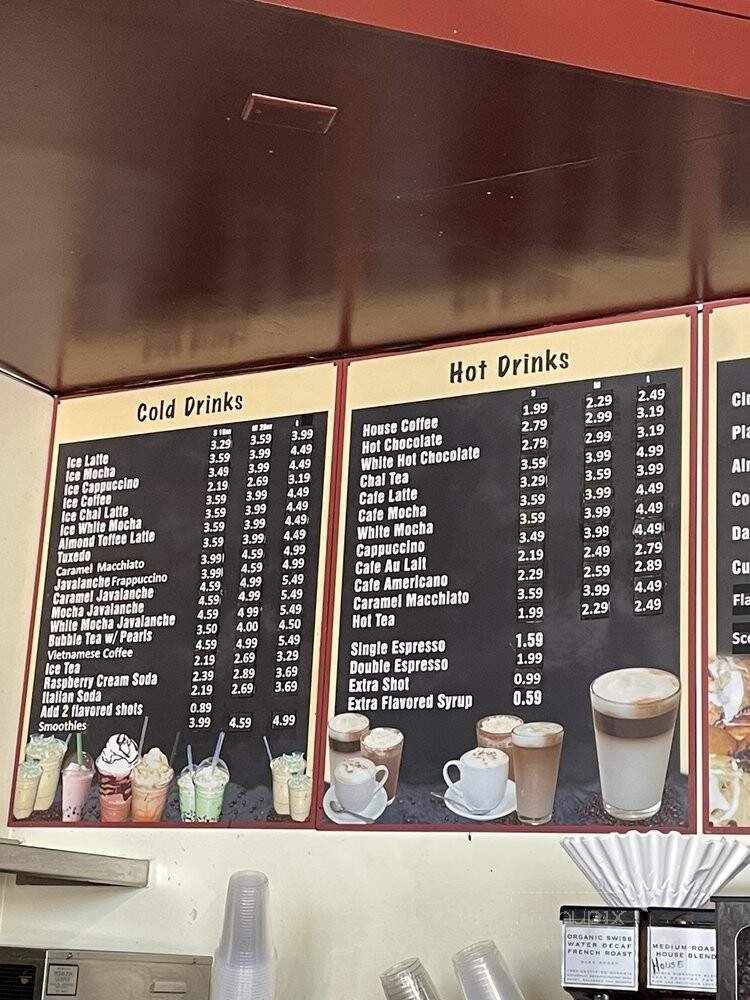 Cold Drinks
S 16oz M 20oz L
Ice Latte 3.29 3.59 3.99
Ice Mocha 3.59 3.99 4.49
Ice Cappuccino 3.49 3.99 4.49
Ice Coffee 2.19 2.69 3.19
Ice Chai Latte 3.59 3.99 4.49
Ice White Mocha 3.59 3.99 4.49
Almond Toffee Latte 3.59 3.99 4.49
Tuxedo 3.59 3.99 4.49
Caramel Macchiato 3.99 4.59 4.99
Javalanche Frappuccino 3.99 4.59 4.99
Caramel Javalanche 4.59 4.99 5.49
Mocha Javalanche 4.59 4.99 5.49
White Mocha Javalanche 4.59 4.99 5.49
Bubble Tea w/ Pearls 3.50 4.00 4.50
Vietnamese Coffee 4.59 4.99 5.49
Ice Tea 2.19 2.69 3.29
Raspberry Cream Soda 2.39 2.89 3.69
Italian Soda 2.19 2.69 3.69
Add 2 flavored shots 0.89
Smoothies 3.99 4.59 4.99
Hot Drinks
S M L
House Coffee 1.99 2.29 2.49
Hot Chocolate 2.79 2.99 3.19
White Hot Chocolate 2.79 2.99 3.19
Chai Tea 3.59 3.99 4.49
Cafe Latte 3.29 3.59 3.99
Cafe Mocha 3.59 3.99 4.49
White Mocha 3.59 3.99 4.49
Cappuccino 3.49 3.99 4.49
Cafe Au Lait 2.19 2.49 2.79
Cafe Americano 2.29 2.59 2.89
Caramel Macchiato 3.59 3.99 4.49
Hot Tea 1.99 2.29 2.49
Single Espresso 1.59
Double Espresso 1.99
Extra Shot 0.99
Extra Flavored Syrup 0.59
Ci
Pla
Al
Co
Da
Cu
Fla
Sc
ORGANIC SWISS
WATER DECAF
FRENCH ROAST
MEDIUM ROAS
HOUSE BLEND
House